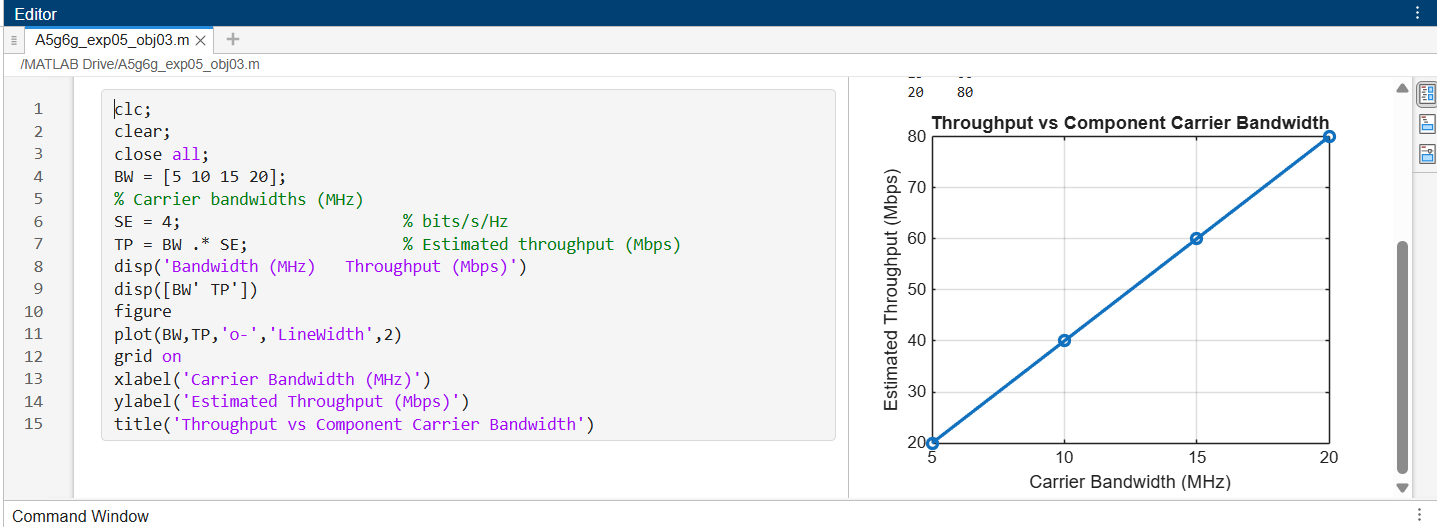 Editor
A5g6g_exp05_obj03.m
/MATLAB Drive/A5g6g_exp05_obj03.m
1 clc;
2 clear;
3 close all;
4 BW = [5 10 15 20];
5 % Carrier bandwidths (MHz)
6 SE = 4; % bits/s/Hz
7 TP = BW .* SE; % Estimated throughput (Mbps)
8 disp('Bandwidth (MHz)   Throughput (Mbps)')
9 disp([BW' TP'])
10 figure
11 plot(BW,TP,'o-','LineWidth',2)
12 grid on
13 xlabel('Carrier Bandwidth (MHz)')
14 ylabel('Estimated Throughput (Mbps)')
15 title('Throughput vs Component Carrier Bandwidth')
20 80
Throughput vs Component Carrier Bandwidth
Estimated Throughput (Mbps)
80
70
60
50
40
30
20
5 10 15 20
Carrier Bandwidth (MHz)
Command Window